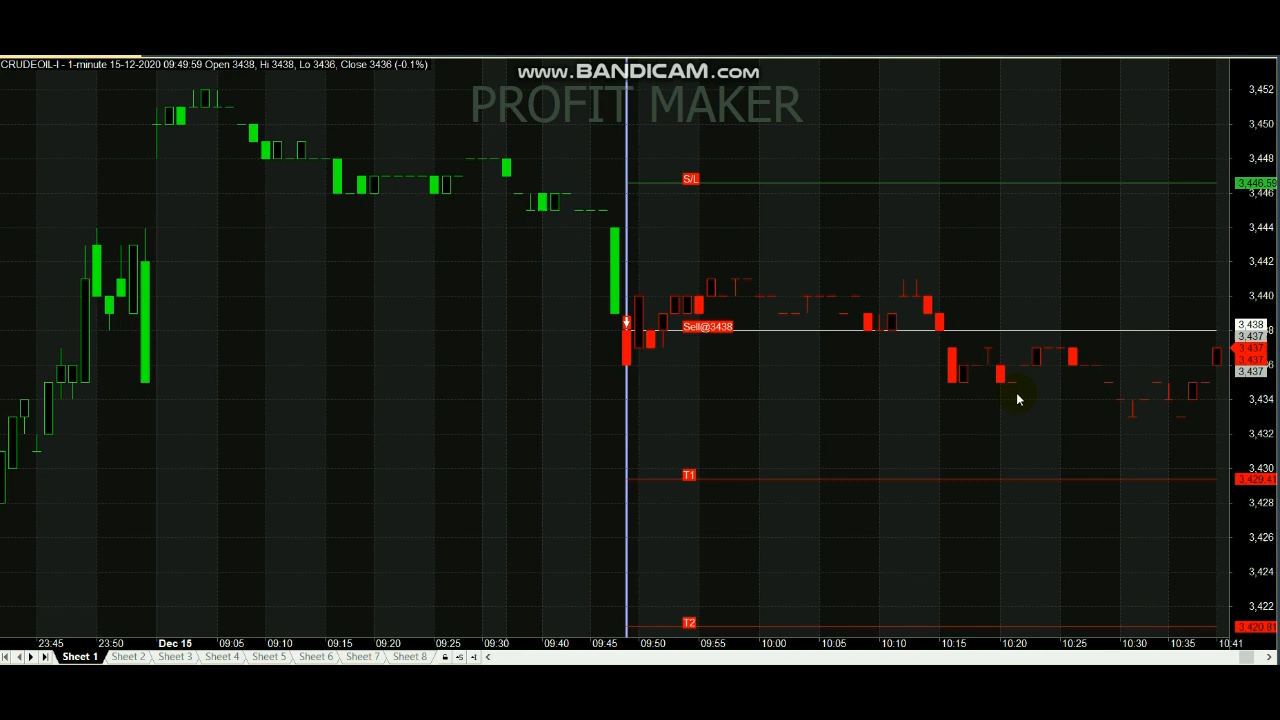 CRUDEOIL-I - 1-minute 15-12-2020 09:49:59 Open 3438, Hi 3438, Lo 3436, Close 3436 (-0.1%)
www.BANDICAM.com
PROFIT MAKER
3,452
3,450
3,448
S/L
3,446.59
3,446
3,444
3,442
3,440
Sell@3438
3,438
3,437
3,437
3,437
3,437
3,434
3,432
3,430
T1
3,429.41
3,428
3,426
3,424
3,422
T2
3,420.81
23:45 23:50 Dec 15 09:05 09:10 09:15 09:20 09:25 09:30 09:40 09:45 09:50 09:55 10:00 10:05 10:10 10:15 10:20 10:25 10:30 10:35 10:41
Sheet 1 Sheet 2 Sheet 3 Sheet 4 Sheet 5 Sheet 6 Sheet 7 Sheet 8